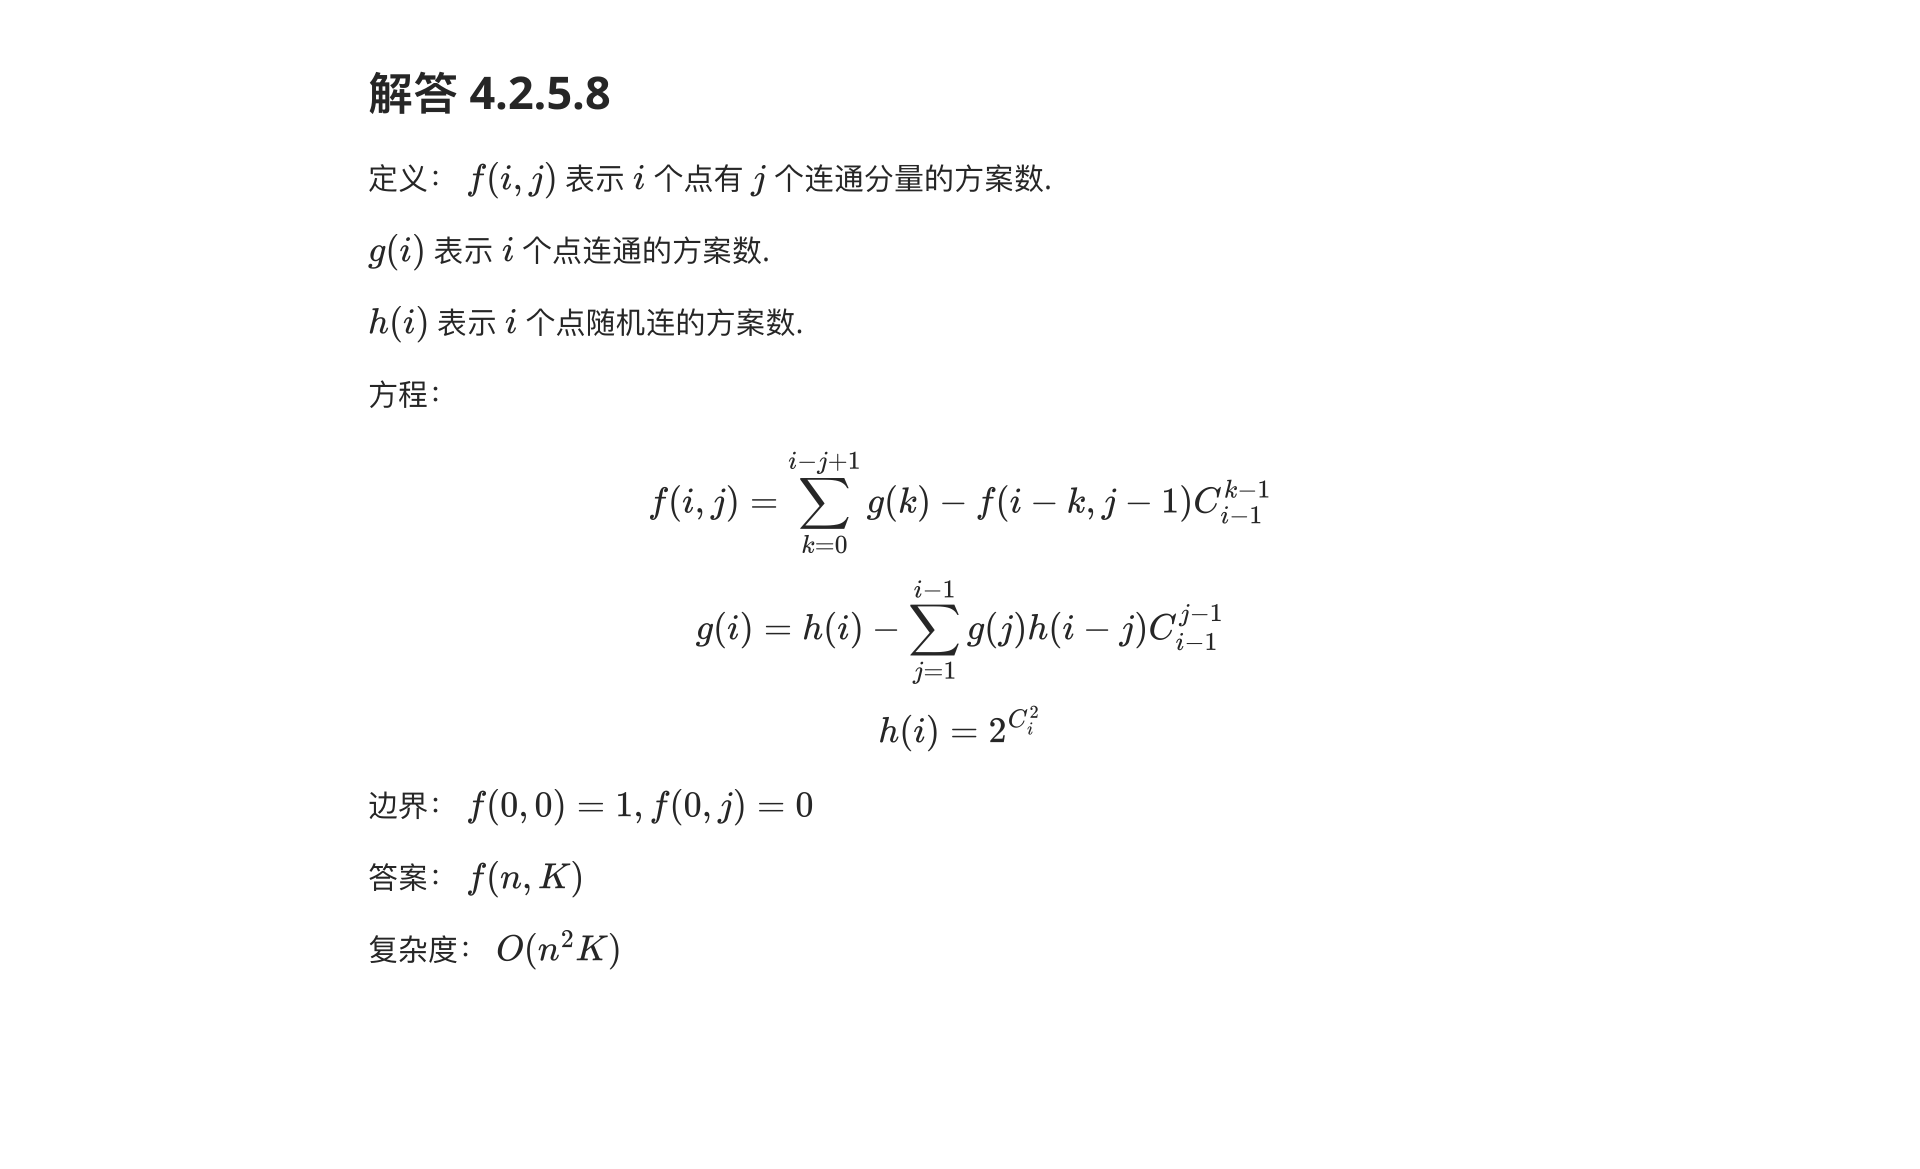 解答 4.2.5.8
定义： f(i, j) 表示 i 个点有 j 个连通分量的方案数.
g(i) 表示 i 个点连通的方案数.
h(i) 表示 i 个点随机连的方案数.
方程：
f(i, j) = \sum_{k=0}^{i-j+1} g(k) - f(i - k, j - 1)C_{i-1}^{k-1}
g(i) = h(i) - \sum_{j=1}^{i-1} g(j)h(i - j)C_{i-1}^{j-1}
h(i) = 2^{C_i^2}
边界： f(0, 0) = 1, f(0, j) = 0
答案： f(n, K)
复杂度： O(n^2 K)